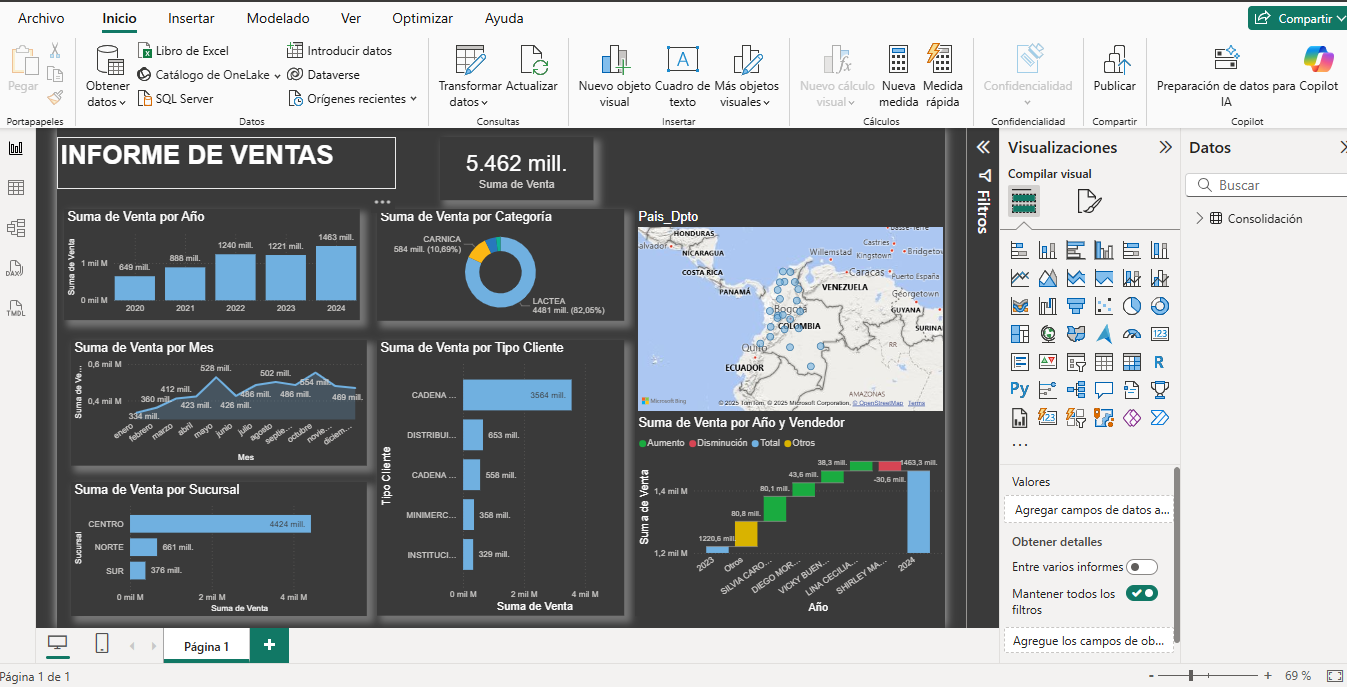 Archivo
Inicio
Insertar
Modelado
Ver
Optimizar
Ayuda
Compartir
Pegar
Portapapeles
Obtener
datos
Libro de Excel
Catálogo de OneLake
SQL Server
Introducir datos
Dataverse
Orígenes recientes
Datos
Transformar
datos
Actualizar
Consultas
Nuevo objeto
visual
Cuadro de
texto
Más objetos
visuales
Insertar
Nuevo cálculo
visual
Nueva
medida
Medida
rápida
Cálculos
Confidencialidad
Confidencialidad
Publicar
Compartir
Preparación de datos para
IA
Copilot
Copilot
DAX
TMDL
INFORME DE VENTAS
5.462 mill.
Suma de Venta
Suma de Venta por Año
Suma de Venta
1 mil M
0 mil M
649 mill.
888 mill.
1240 mill.
1221 mill.
1463 mill.
2020
2021
2022
2023
2024
Suma de Venta por Categoría
CARNICA
584 mill. (10,69%)
LACTEA
4481 mill. (82,05%)
Pais_Dpto
HONDURAS
NICARAGUA
COSTA RICA
PANAMÁ
Willemstad
Castries
Kingstown
Bridgeto
Caracas
Puerto España
VENEZUELA
Georgetown
GUYANA
SURINA
Bogotá
COLOMBIA
Quito
ECUADOR
RR
AMAZONAS
Microsoft Bing
© 2025 TomTom, © 2025 Microsoft Corporation, © OpenStreetMap Terms
Suma de Venta por Mes
Suma de Ve...
0,6 mil M
0,4 mil M
334 mill.
360 mill.
412 mill.
423 mill.
528 mill.
426 mill.
486 mill.
502 mill.
486 mill.
554 mill.
469 mill.
enero
febrero
marzo
abril
mayo
junio
julio
agosto
septie...
octubre
novie...
diciem...
Mes
Suma de Venta por Tipo Cliente
Tipo Cliente
CADENA ...
3564 mill.
DISTRIBUI...
653 mill.
CADENA ...
558 mill.
MINIMERC...
358 mill.
INSTITUCI...
329 mill.
0 mil M
2 mil M
4 mil M
Suma de Venta
Suma de Venta por Sucursal
Sucursal
CENTRO
4424 mill.
NORTE
661 mill.
SUR
376 mill.
0 mil M
2 mil M
4 mil M
Suma de Venta
Suma de Venta por Año y Vendedor
Aumento
Disminución
Total
Otros
Suma de Venta
1,4 mil M
1,2 mil M
1220,6 mill.
80,8 mill.
80,1 mill.
43,6 mill.
38,3 mill.
-30,6 mill.
1463,3 mill.
2023
Otros
SILVIA CARO...
DIEGO MOR...
VICKY BUEN...
LINA CECILIA...
SHIRLEY MA...
2024
Año
Filtros
Visualizaciones
Compilar visual
123
R
Py
123
...
Valores
Agregar campos de datos a...
Obtener detalles
Entre varios informes
Mantener todos los
filtros
Agregue los campos de ob...
Datos
Buscar
Consolidación
Página 1
Página 1 de 1
69 %